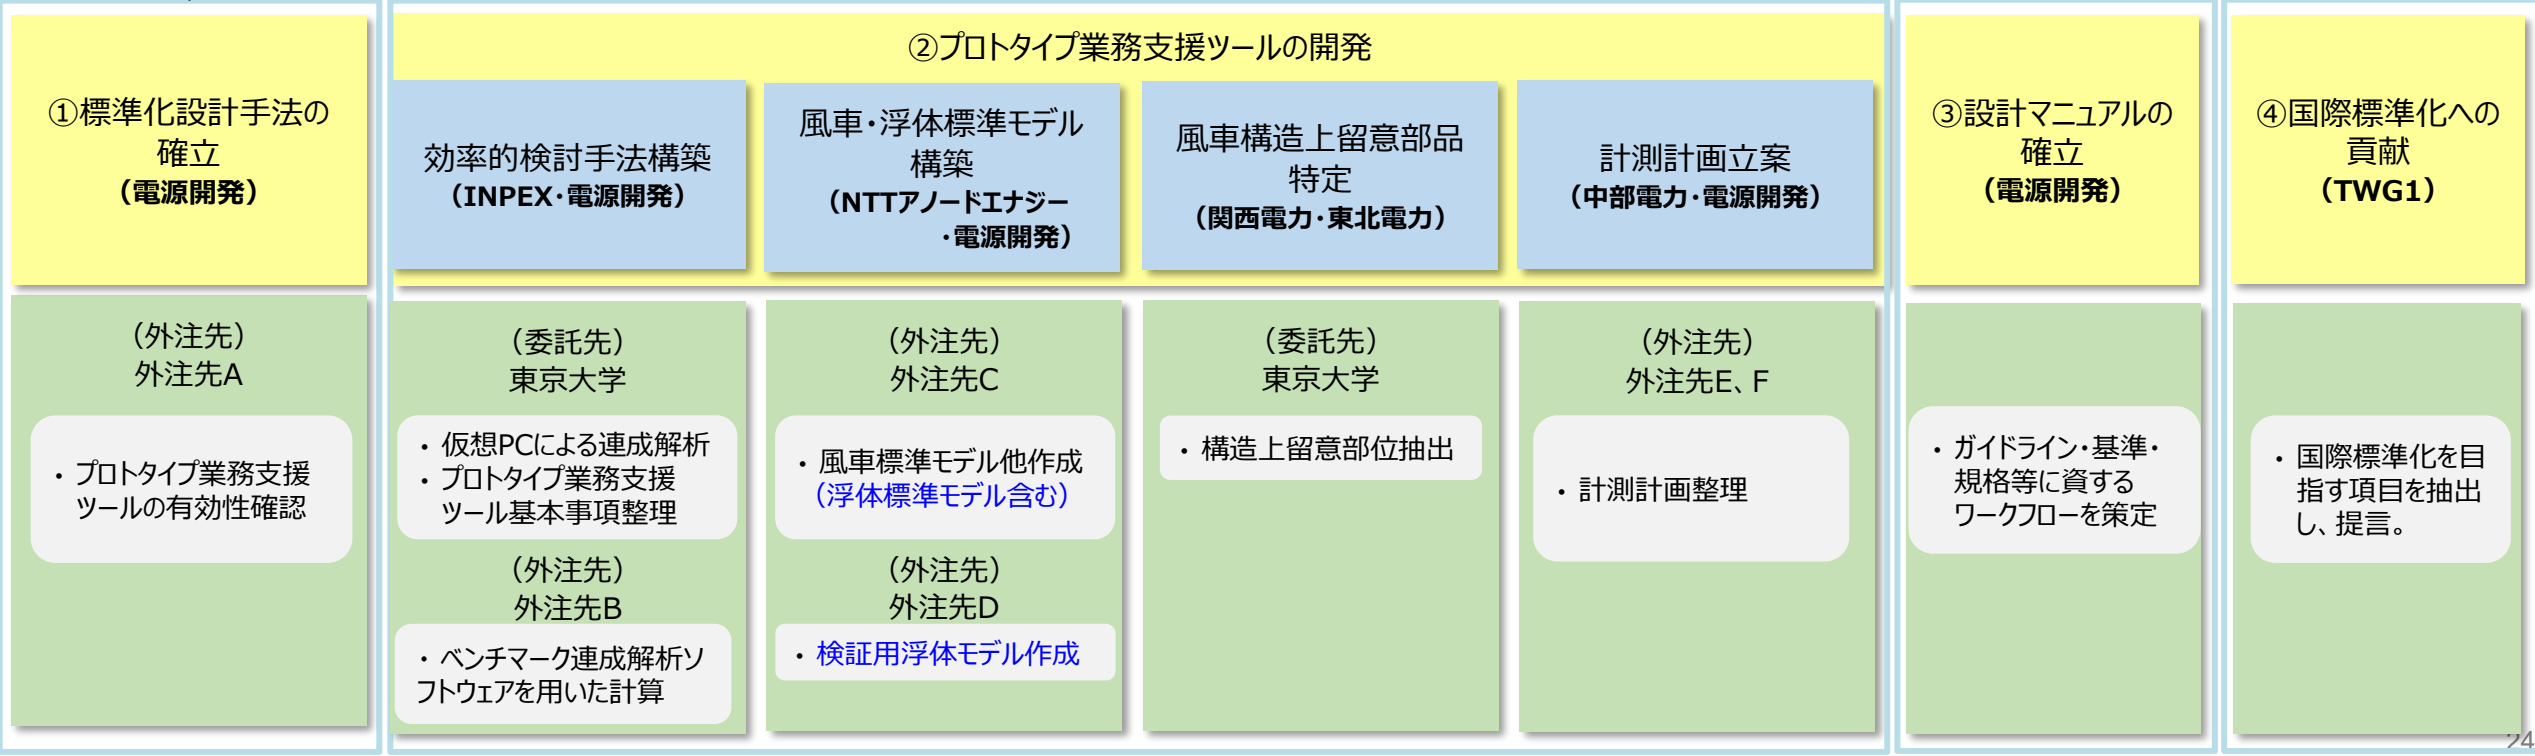 ①標準化設計手法の
確立
（電源開発）
（外注先）
外注先A
・ プロトタイプ業務支援
ツールの有効性確認
②プロトタイプ業務支援ツールの開発
効率的検討手法構築
（INPEX・電源開発）
（委託先）
東京大学
・ 仮想PCによる連成解析
・ プロトタイプ業務支援
ツール基本事項整理
（外注先）
外注先B
・ ベンチマーク連成解析ソ
フトウェアを用いた計算
風車・浮体標準モデル
構築
（NTTアノードエナジー
・電源開発）
（外注先）
外注先C
・ 風車標準モデル他作成
（浮体標準モデル含む）
（外注先）
外注先D
・ 検証用浮体モデル作成
風車構造上留意部品
特定
（関西電力・東北電力）
（委託先）
東京大学
・ 構造上留意部位抽出
計測計画立案
（中部電力・電源開発）
（外注先）
外注先E、F
・ 計測計画整理
③設計マニュアルの
確立
（電源開発）
・ ガイドライン・基準・
規格等に資する
ワークフローを策定
④国際標準化への
貢献
（TWG1）
・ 国際標準化を目
指す項目を抽出
し、提言。
24